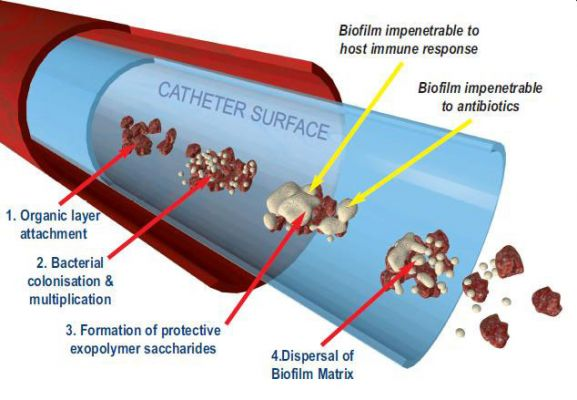 Biofilm impenetrable to
host immune response
Biofilm impenetrable
to antibiotics
CATHETER SURFACE
1. Organic layer
attachment
2. Bacterial
colonisation &
multiplication
3. Formation of protective
exopolymer saccharides
4.Dispersal of
Biofilm Matrix